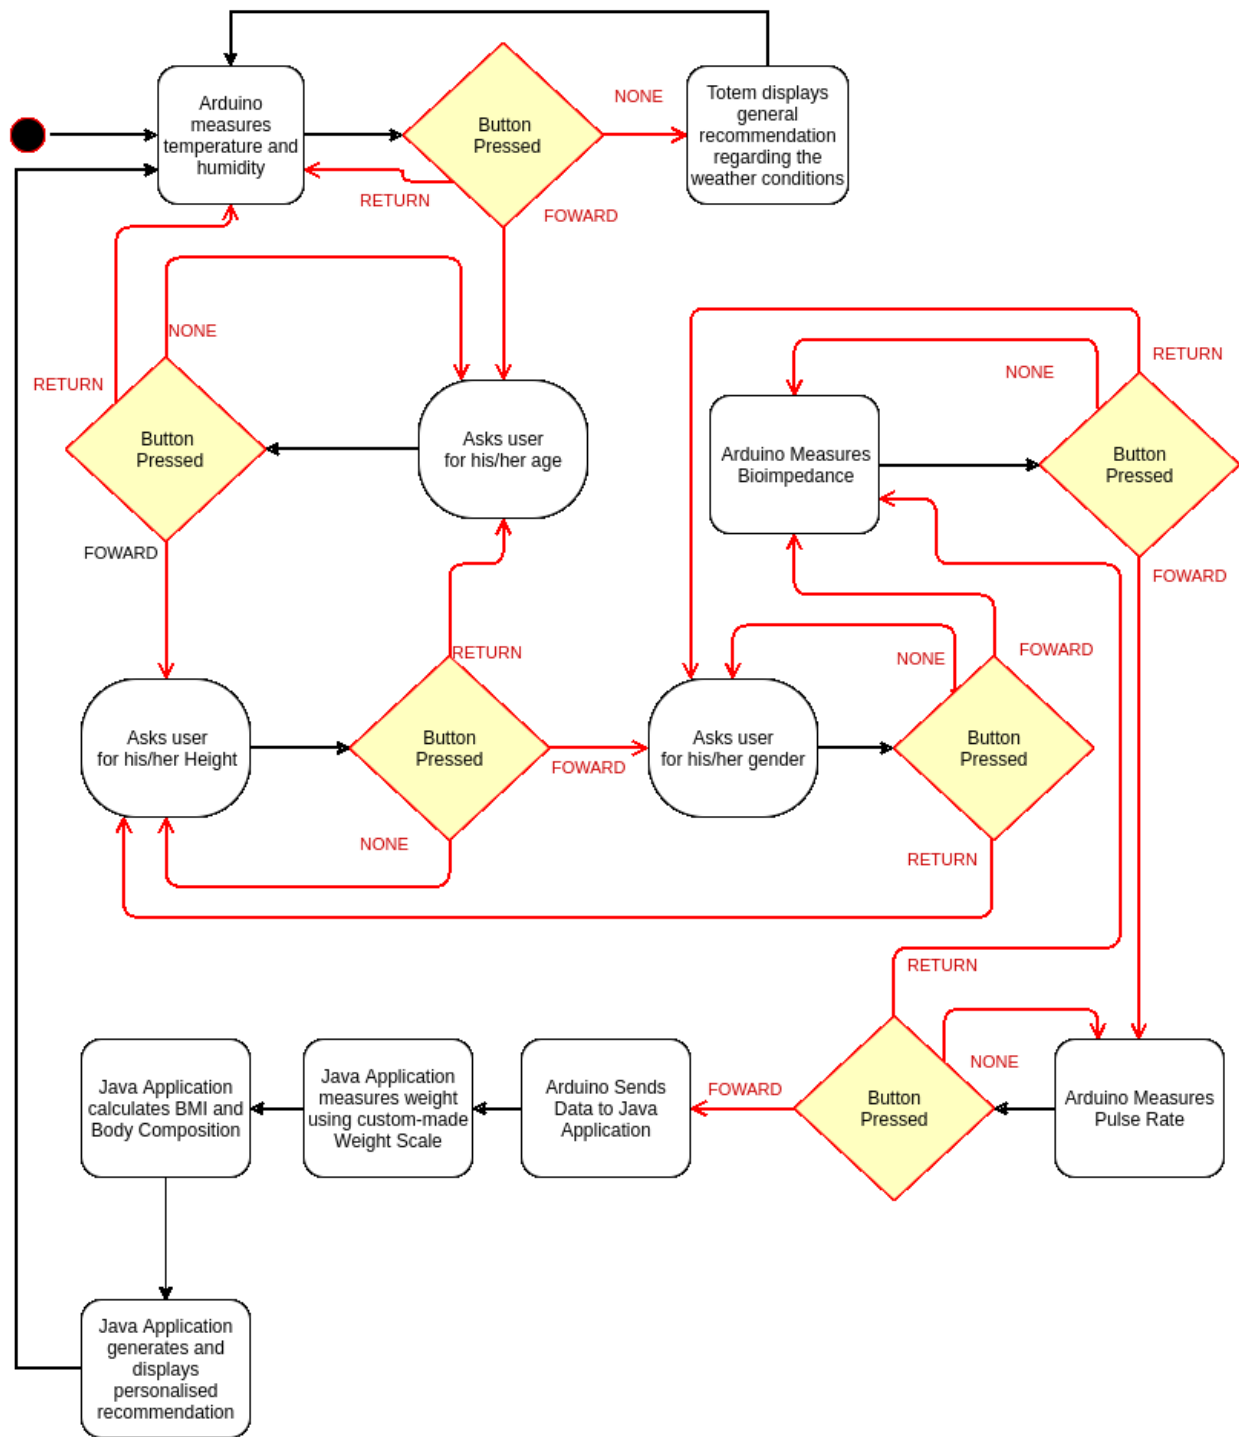 Arduino
measures
temperature and
humidity
Button
Pressed
NONE
Totem displays
general
recommendation
regarding the
weather conditions
RETURN
FOWARD
NONE
RETURN
Button
Pressed
FOWARD
Asks user
for his/her age
RETURN
NONE
Arduino Measures
Bioimpedance
Button
Pressed
FOWARD
Asks user
for his/her Height
RETURN
Button
Pressed
FOWARD
NONE
Asks user
for his/her gender
NONE
FOWARD
Button
Pressed
RETURN
RETURN
NONE
Arduino Measures
Pulse Rate
Button
Pressed
FOWARD
Arduino Sends
Data to Java
Application
Java Application
measures weight
using custom-made
Weight Scale
Java Application
calculates BMI and
Body Composition
Java Application
generates and
displays
personalised
recommendation